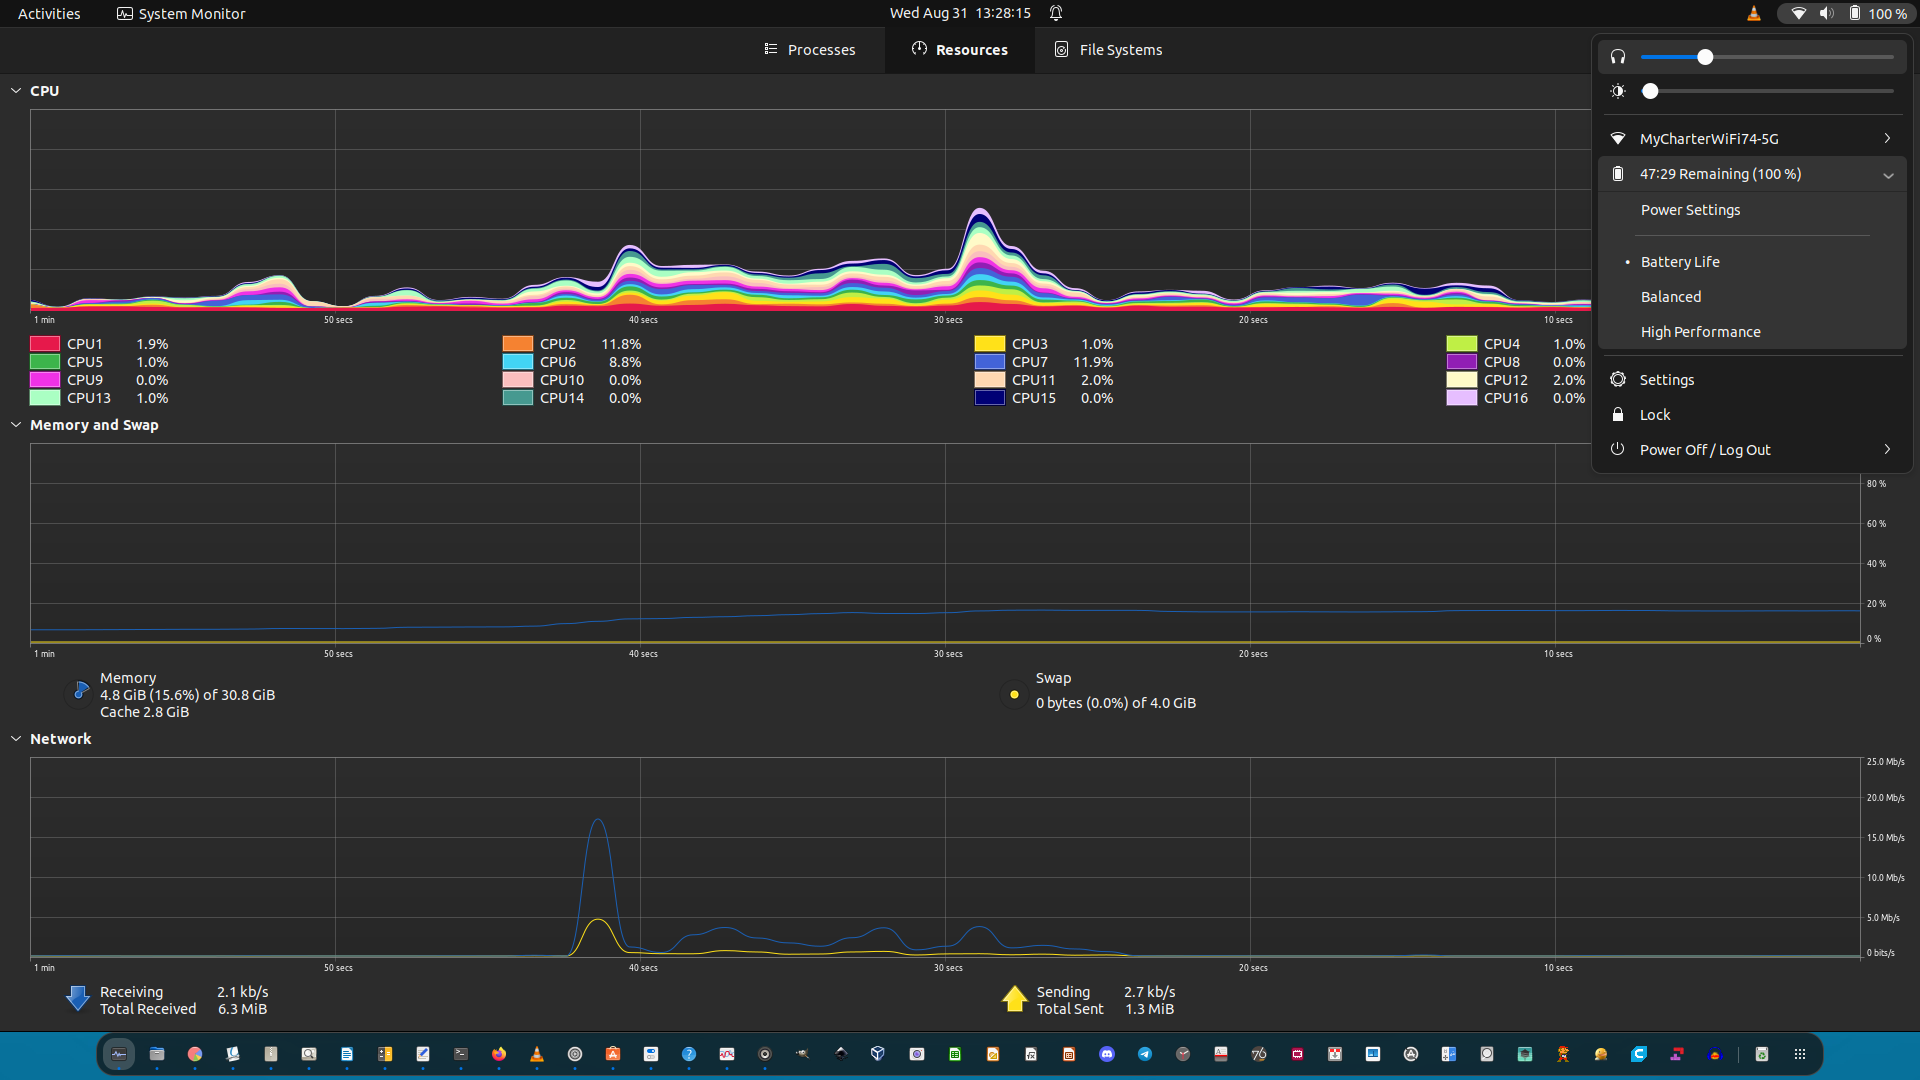 Activities
System Monitor
Wed Aug 31 13:28:15
100 %
Processes
Resources
File Systems
CPU
1 min
50 secs
40 secs
30 secs
20 secs
10 secs
CPU1 1.9%
CPU2 11.8%
CPU3 1.0%
CPU4 1.0%
CPU5 1.0%
CPU6 8.8%
CPU7 11.9%
CPU8 0.0%
CPU9 0.0%
CPU10 0.0%
CPU11 2.0%
CPU12 2.0%
CPU13 1.0%
CPU14 0.0%
CPU15 0.0%
CPU16 0.0%
MyCharterWiFi74-5G
47:29 Remaining (100 %)
Power Settings
Battery Life
Balanced
High Performance
Settings
Lock
Power Off / Log Out
Memory and Swap
80 %
60 %
40 %
20 %
0 %
1 min
50 secs
40 secs
30 secs
20 secs
10 secs
Memory
4.8 GiB (15.6%) of 30.8 GiB
Cache 2.8 GiB
Swap
0 bytes (0.0%) of 4.0 GiB
Network
25.0 Mb/s
20.0 Mb/s
15.0 Mb/s
10.0 Mb/s
5.0 Mb/s
0 bits/s
1 min
50 secs
40 secs
30 secs
20 secs
10 secs
Receiving 2.1 kb/s
Total Received 6.3 MiB
Sending 2.7 kb/s
Total Sent 1.3 MiB